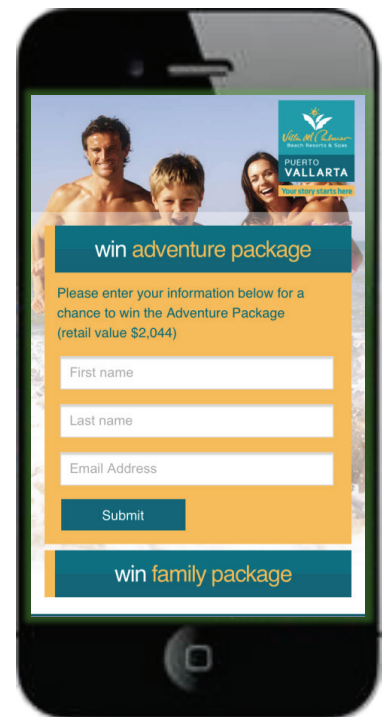 Villa del Palmar
Beach Resorts & Spas
PUERTO
VALLARTA
Your story starts here
win adventure package
Please enter your information below for a
chance to win the Adventure Package
(retail value $2,044)
First name
Last name
Email Address
Submit
win family package